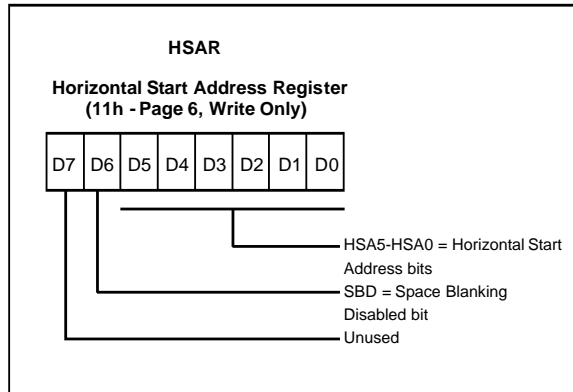 HSAR
Horizontal Start Address Register
(11h - Page 6, Write Only)
D7 D6 D5 D4 D3 D2 D1 D0
HSA5-HSA0 = Horizontal Start
Address bits
SBD = Space Blanking
Disabled bit
Unused